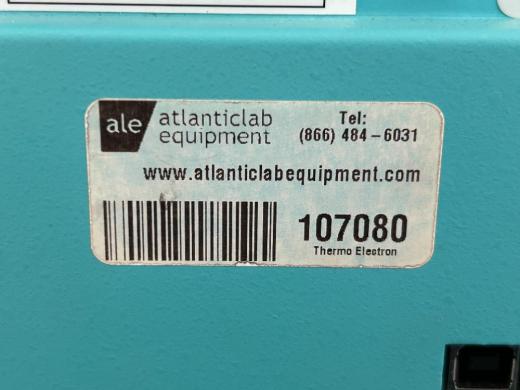 ale atlanticlab equipment
Tel:
(866) 484-6031
www.atlanticlabequipment.com
107080
Thermo Electron